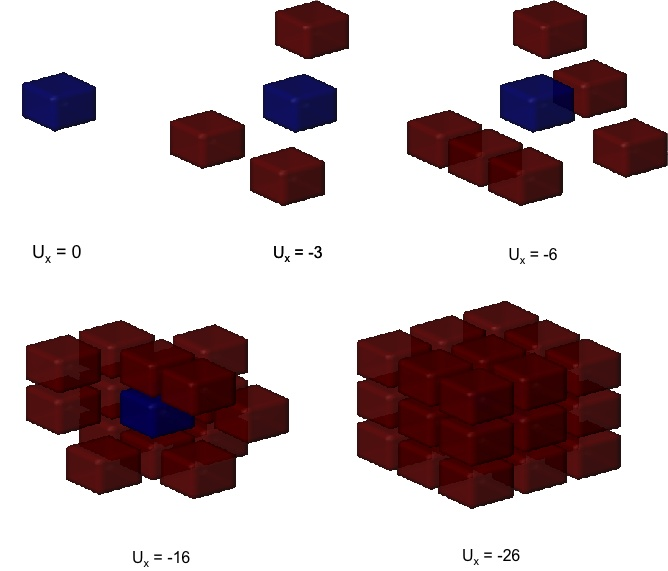 Uₓ = 0
Uₓ = -3
Uₓ = -6
Uₓ = -16
Uₓ = -26